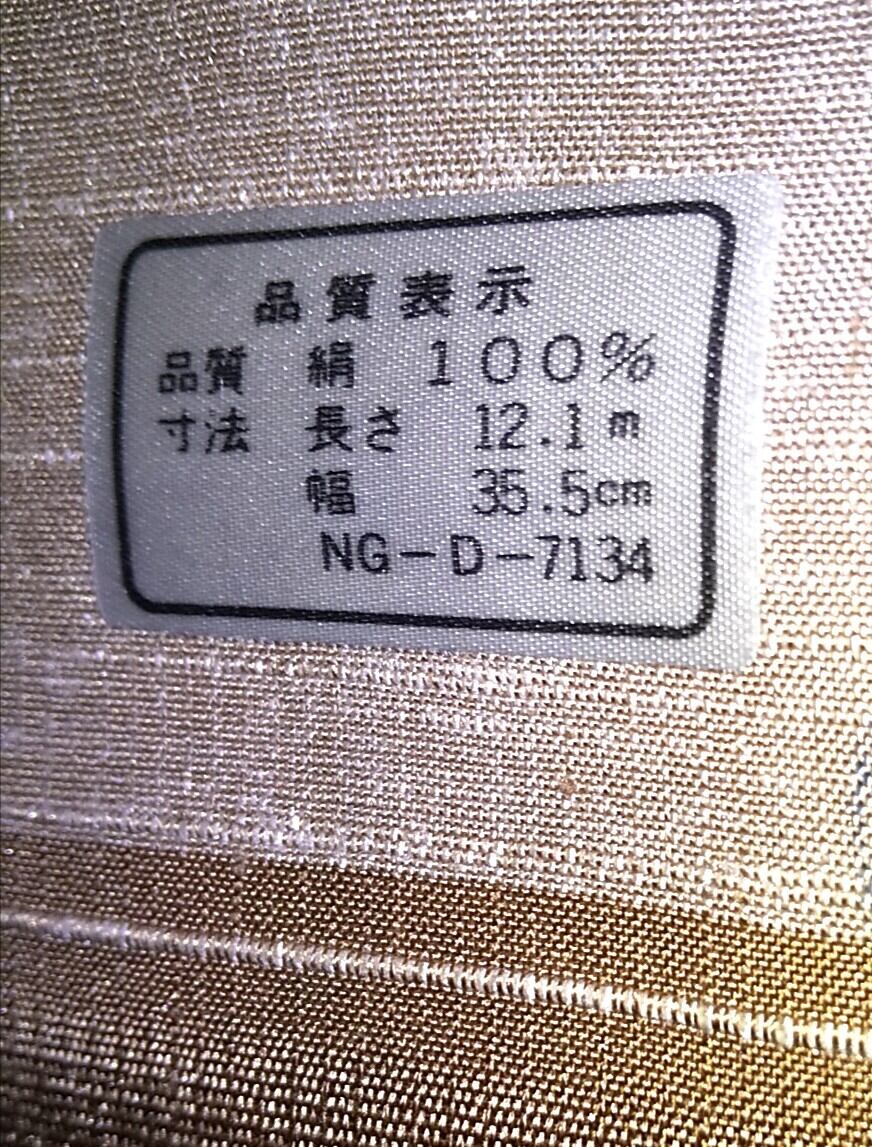 品質表示
品質 絹 100%
寸法 長さ 12.1m
幅 35.5cm
NG-D-7134